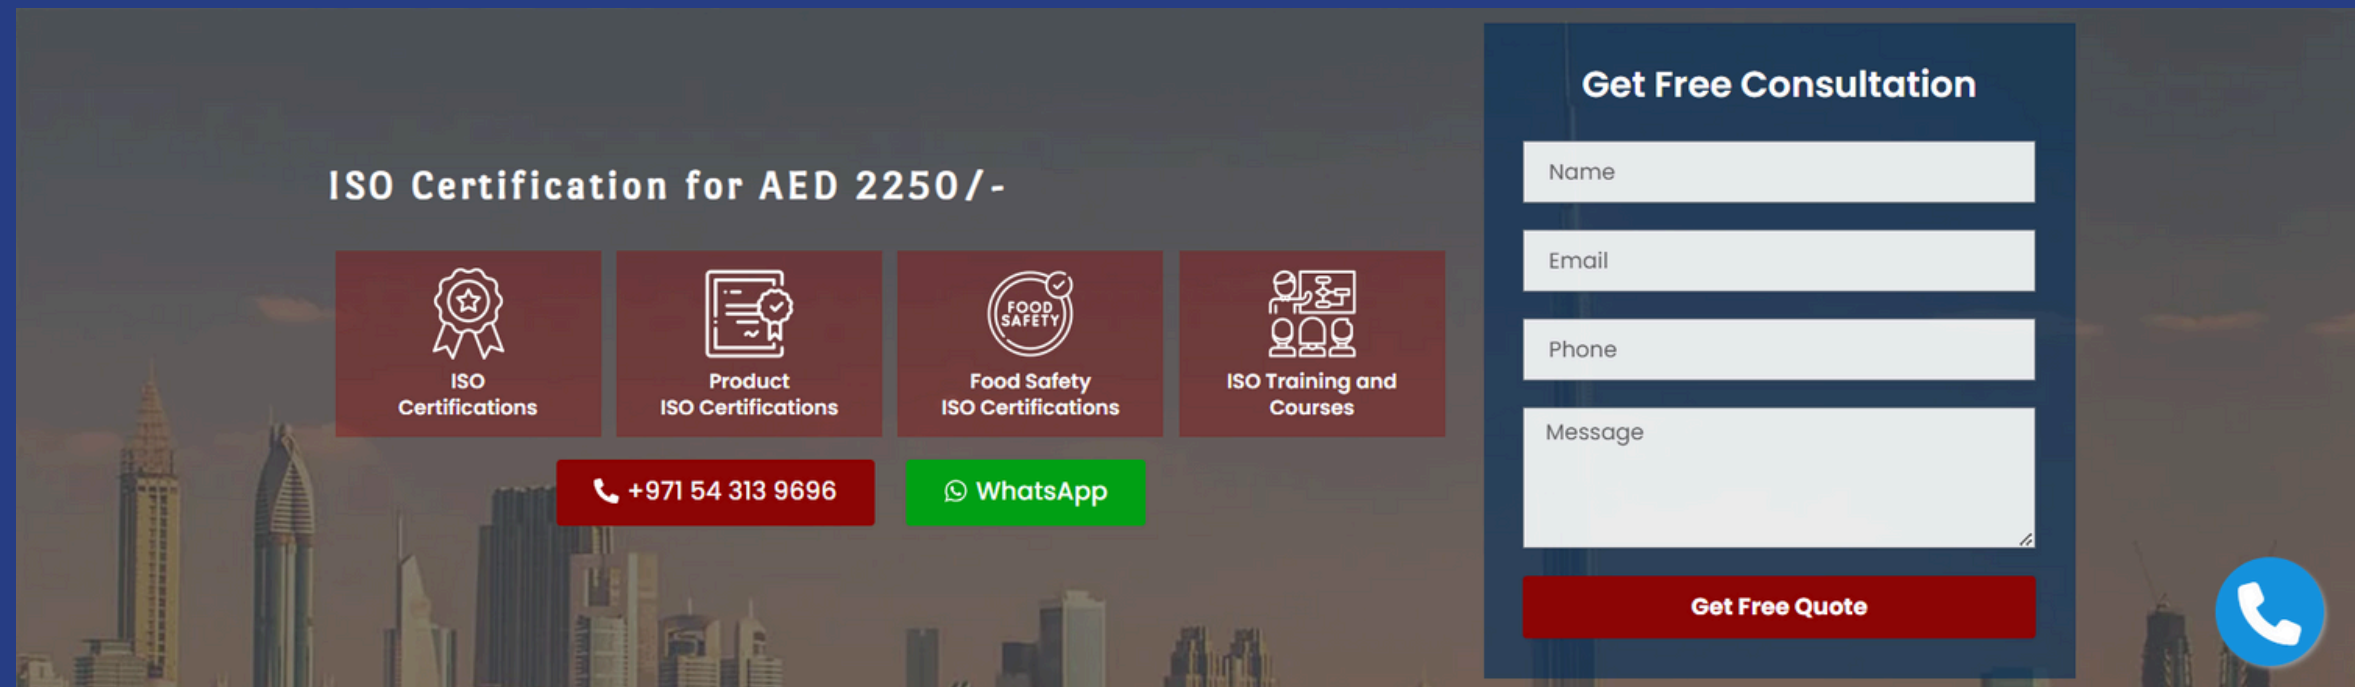 ISO Certification for AED 2250/-
ISO
Certifications
Product
ISO Certifications
FOOD
SAFETY
Food Safety
ISO Certifications
ISO Training and
Courses
+971 54 313 9696
WhatsApp
Get Free Consultation
Name
Email
Phone
Message
Get Free Quote